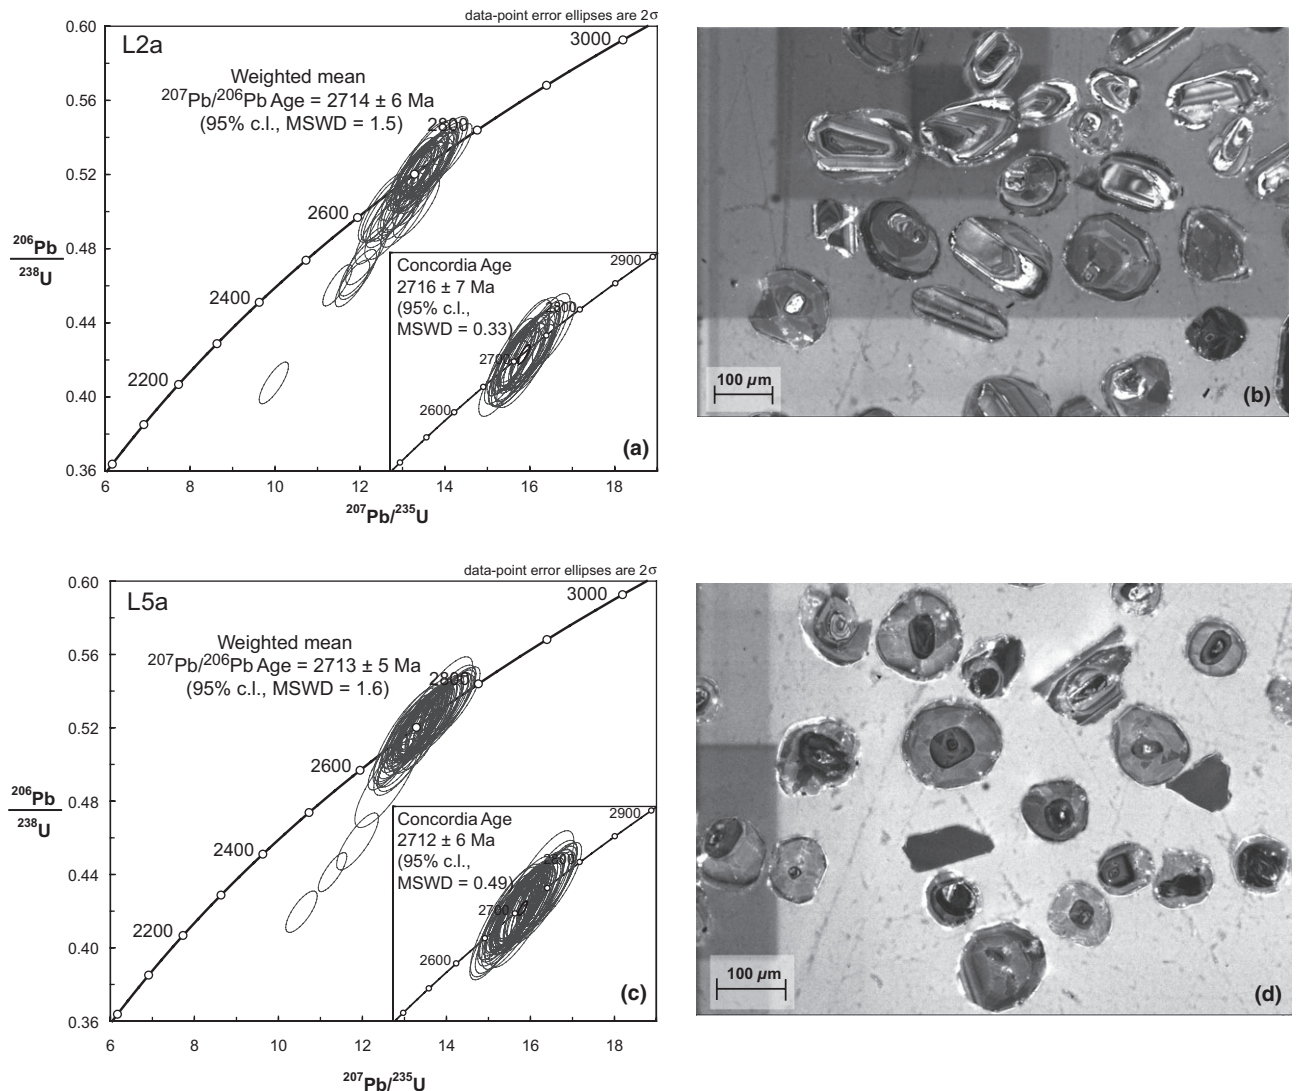 data-point error ellipses are 2σ
0.60
L2a
3000
Weighted mean
²⁰⁷Pb/²⁰⁶Pb Age = 2714 ± 6 Ma
(95% c.l., MSWD = 1.5)
0.56
2800
0.52
2600
0.48
²⁰⁶Pb
²³⁸U
2400
0.44
2200
0.40
0.36
Concordia Age
2716 ± 7 Ma
(95% c.l.,
MSWD = 0.33)
2900
2800
2700
2600
(a)
6 8 10 12 14 16 18
²⁰⁷Pb/²³⁵U
100 µm
(b)
data-point error ellipses are 2σ
0.60
L5a
3000
Weighted mean
²⁰⁷Pb/²⁰⁶Pb Age = 2713 ± 5 Ma
(95% c.l., MSWD = 1.6)
0.56
2800
0.52
2600
0.48
²⁰⁶Pb
²³⁸U
2400
0.44
2200
0.40
0.36
Concordia Age
2712 ± 6 Ma
(95% c.l.,
MSWD = 0.49)
2900
2800
2700
2600
(c)
6 8 10 12 14 16 18
²⁰⁷Pb/²³⁵U
100 µm
(d)